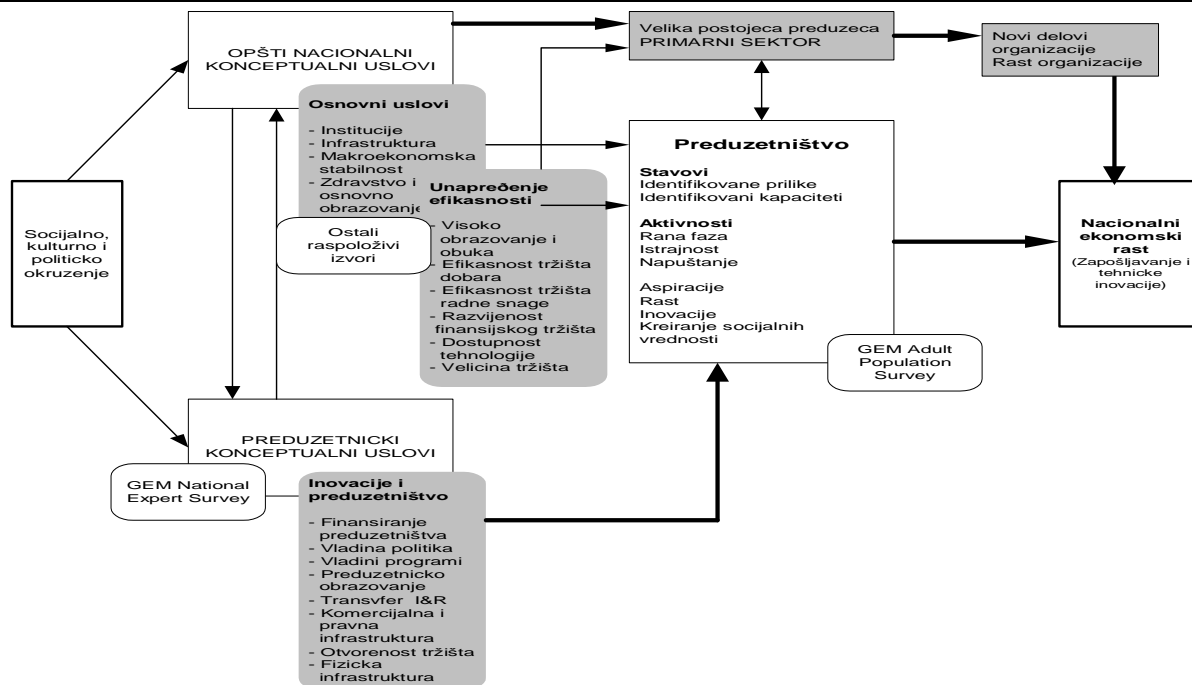 OPŠTI NACIONALNI
KONCEPTUALNI USLOVI
Velika postojeca preduzeca
PRIMARNI SEKTOR
Novi delovi
organizacije
Rast organizacije
Osnovni uslovi
- Institucije
- Infrastruktura
- Makroekonomska
stabilnost
- Zdravstvo i
osnovno
obrazovanje
Unapređenje
efikasnosti
- Visoko
obrazovanje i
obuka
- Efikasnost tržišta
dobara
- Efikasnost tržišta
radne snage
- Razvijenost
finansijskog tržišta
- Dostupnost
tehnologije
- Velicina tržišta
Ostali
raspoloživi
izvori
Socijalno,
kulturno i
politicko
okruzenje
Preduzetništvo
Stavovi
Identifikovane prilike
Identifikovani kapaciteti
Aktivnosti
Rana faza
Istrajnost
Napuštanje
Aspiracije
Rast
Inovacije
Kreiranje socijalnih
vrednosti
GEM Adult
Population
Survey
Nacionalni
ekonomski
rast
(Zapošljavanje i
tehnicke
inovacije)
PREDUZETNICKI
KONCEPTUALNI USLOVI
GEM National
Expert Survey
Inovacije i
preduzetništvo
- Finansiranje
preduzetništva
- Vladina politika
- Vladini programi
- Preduzetnicko
obrazovanje
- Transvfer I&R
- Komercijalna i
pravna
infrastruktura
- Otvorenost tržišta
- Fizicka
infrastruktura